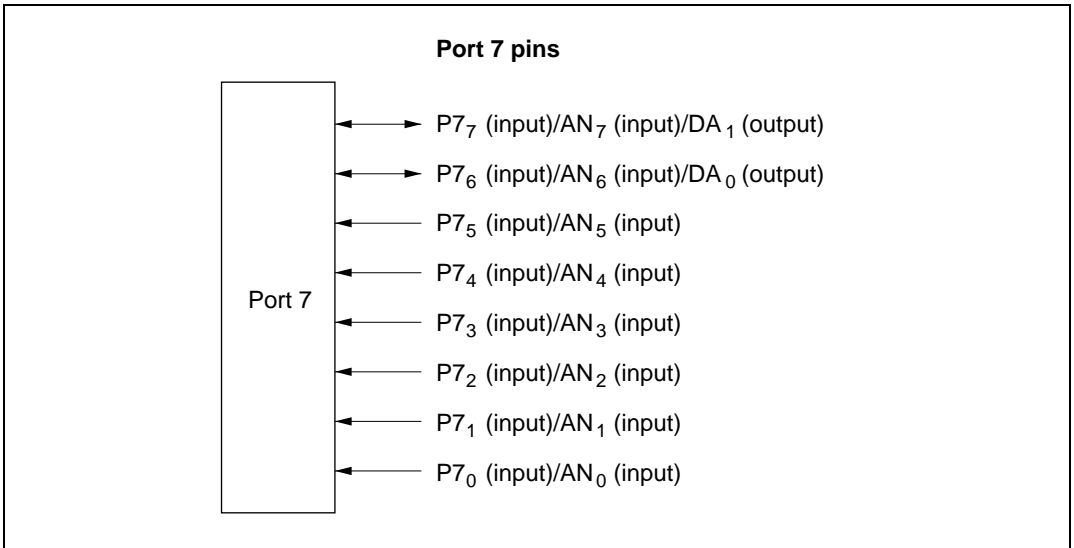 Port 7 pins
P7₇ (input)/AN₇ (input)/DA₁ (output)
P7₆ (input)/AN₆ (input)/DA₀ (output)
P7₅ (input)/AN₅ (input)
P7₄ (input)/AN₄ (input)
Port 7
P7₃ (input)/AN₃ (input)
P7₂ (input)/AN₂ (input)
P7₁ (input)/AN₁ (input)
P7₀ (input)/AN₀ (input)